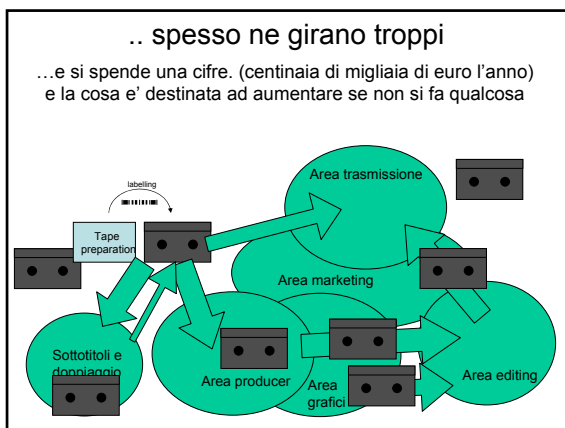 .. spesso ne girano troppi
…e si spende una cifre. (centinaia di migliaia di euro l'anno)
e la cosa e' destinata ad aumentare se non si fa qualcosa
labelling
Tape
preparation
Area trasmissione
Area marketing
Sottotitoli e
doppiaggio
Area producer
Area
grafici
Area editing